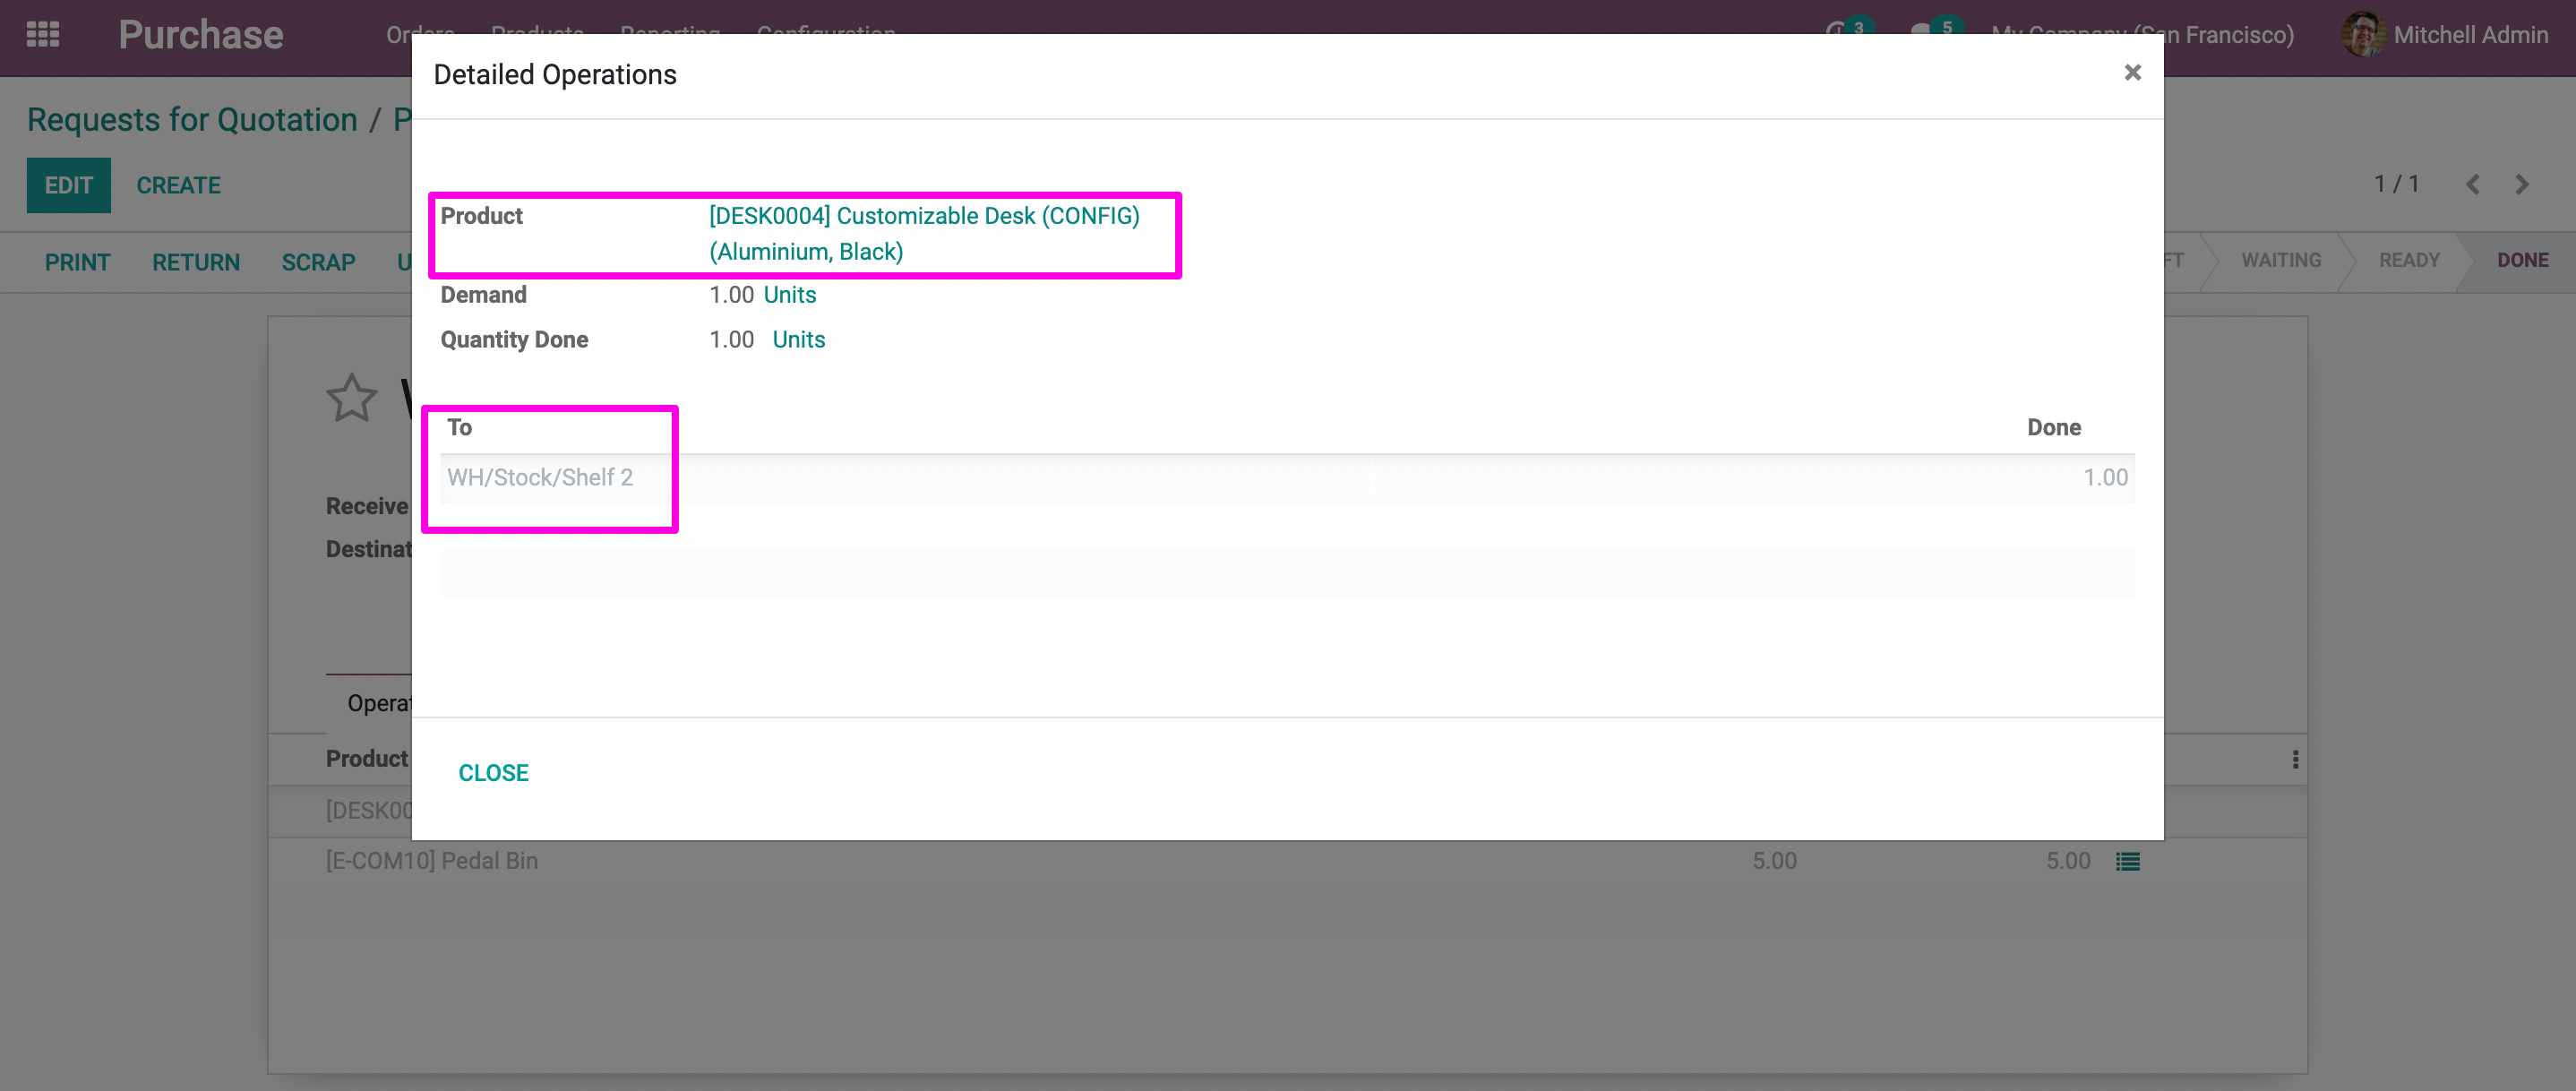 Purchase
Orders Products Reporting Configuration
3
5
My Company (San Francisco)
Mitchell Admin
Detailed Operations
Requests for Quotation / P
EDIT CREATE
1 / 1
Product [DESK0004] Customizable Desk (CONFIG)
(Aluminium, Black)
PRINT RETURN SCRAP U
FT WAITING READY DONE
Demand 1.00 Units
Quantity Done 1.00 Units
To Done
WH/Stock/Shelf 2 1.00
Receive
Destinat
Operat
Product
CLOSE
[DESK00
[E-COM10] Pedal Bin 5.00 5.00